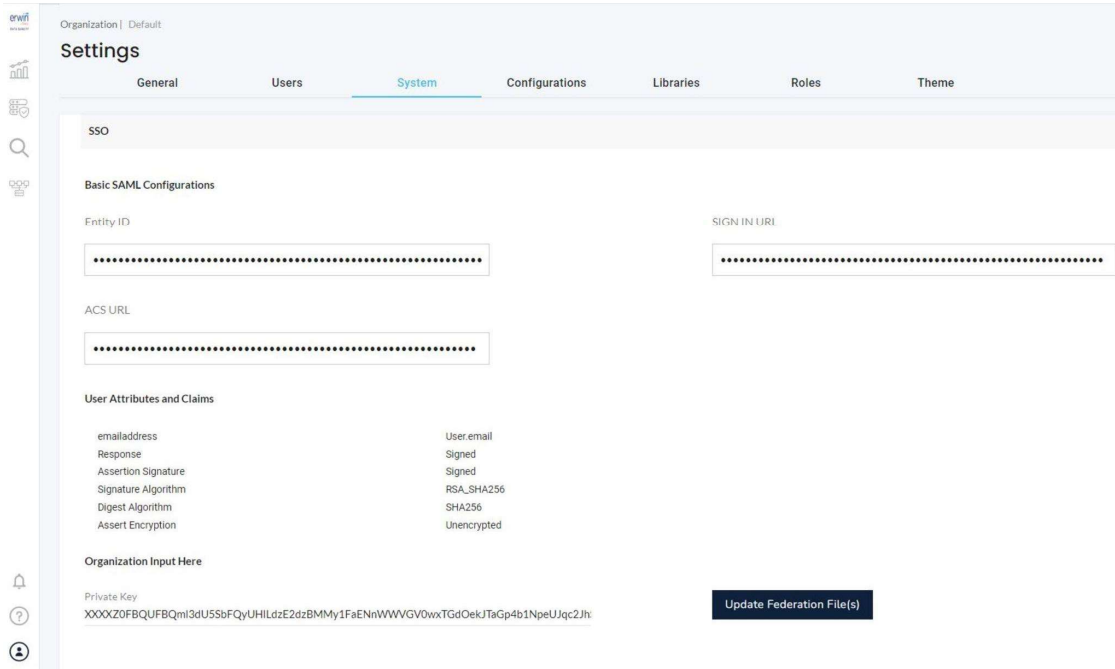 erwin
Organization | Default
Settings
General Users System Configurations Libraries Roles Theme
SSO
Basic SAML Configurations
Entity ID SIGN IN URL
ACS URL
User Attributes and Claims
emailaddress User.email
Response Signed
Assertion Signature Signed
Signature Algorithm RSA_SHA256
Digest Algorithm SHA256
Assert Encryption Unencrypted
Organization Input Here
Private Key
Update Federation File(s)